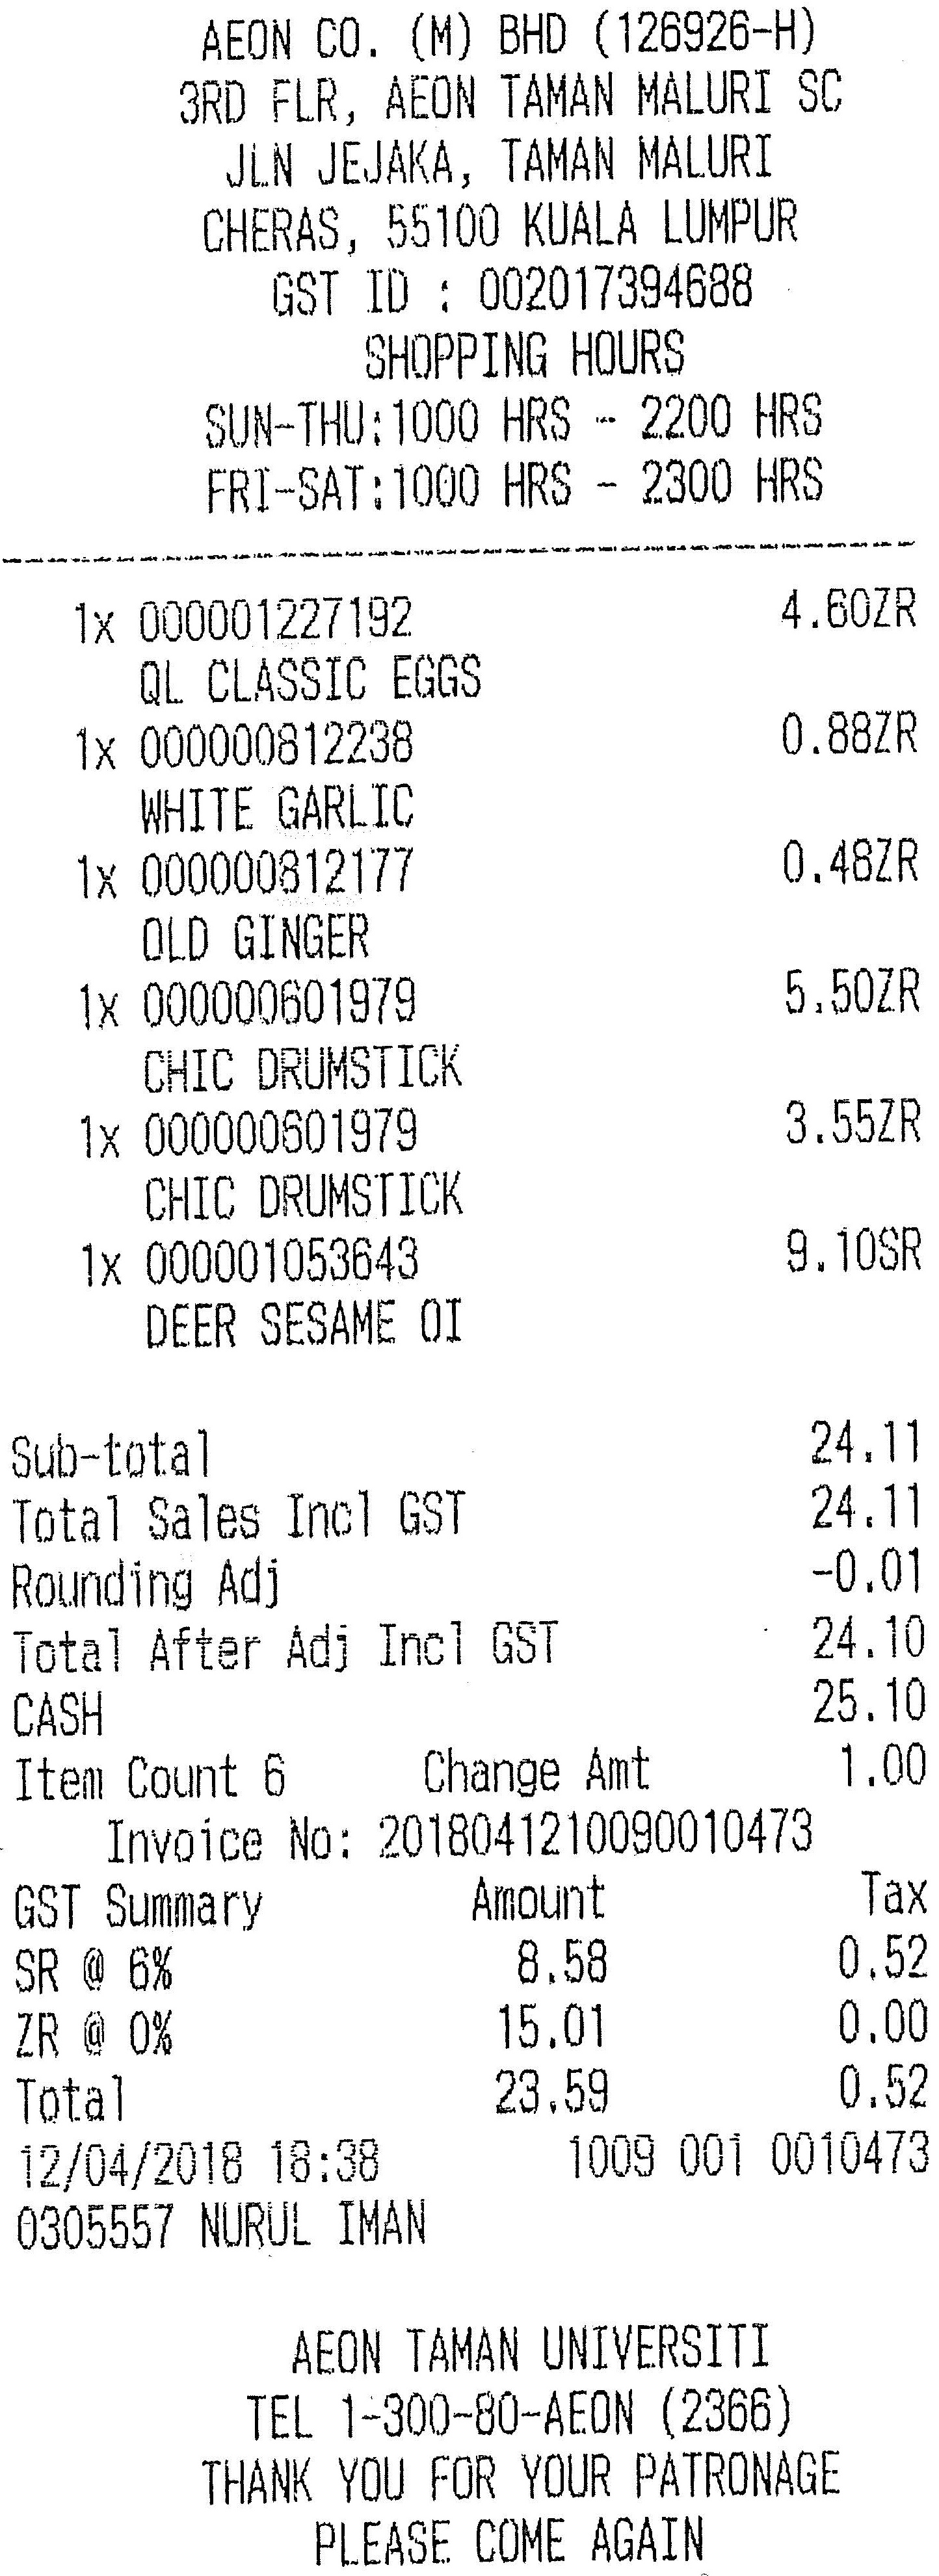 AEON CO. (M) BHD (126926-H)
3RD FLR, AEON TAMAN MALURI SC
JLN JEJAKA, TAMAN MALURI
CHERAS, 55100 KUALA LUMPUR
GST ID : 002017394688
SHOPPING HOURS
SUN-THU:1000 HRS - 2200 HRS
FRI-SAT:1000 HRS - 2300 HRS
1x 000001227192 4.60ZR
QL CLASSIC EGGS
1x 000000812238 0.88ZR
WHITE GARLIC
1x 000000812177 0.48ZR
OLD GINGER
1x 000000601979 5.50ZR
CHIC DRUMSTICK
1x 000000601979 3.55ZR
CHIC DRUMSTICK
1x 000001053643 9.10SR
DEER SESAME OI
Sub-total 24.11
Total Sales Incl GST 24.11
Rounding Adj -0.01
Total After Adj Incl GST 24.10
CASH 25.10
Item Count 6 Change Amt 1.00
Invoice No: 2018041210090010473
GST Summary Amount Tax
SR @ 6% 8.58 0.52
ZR @ 0% 15.01 0.00
Total 23.59 0.52
12/04/2018 18:38 1009 001 0010473
0305557 NURUL IMAN
AEON TAMAN UNIVERSITI
TEL 1-300-80-AEON (2366)
THANK YOU FOR YOUR PATRONAGE
PLEASE COME AGAIN